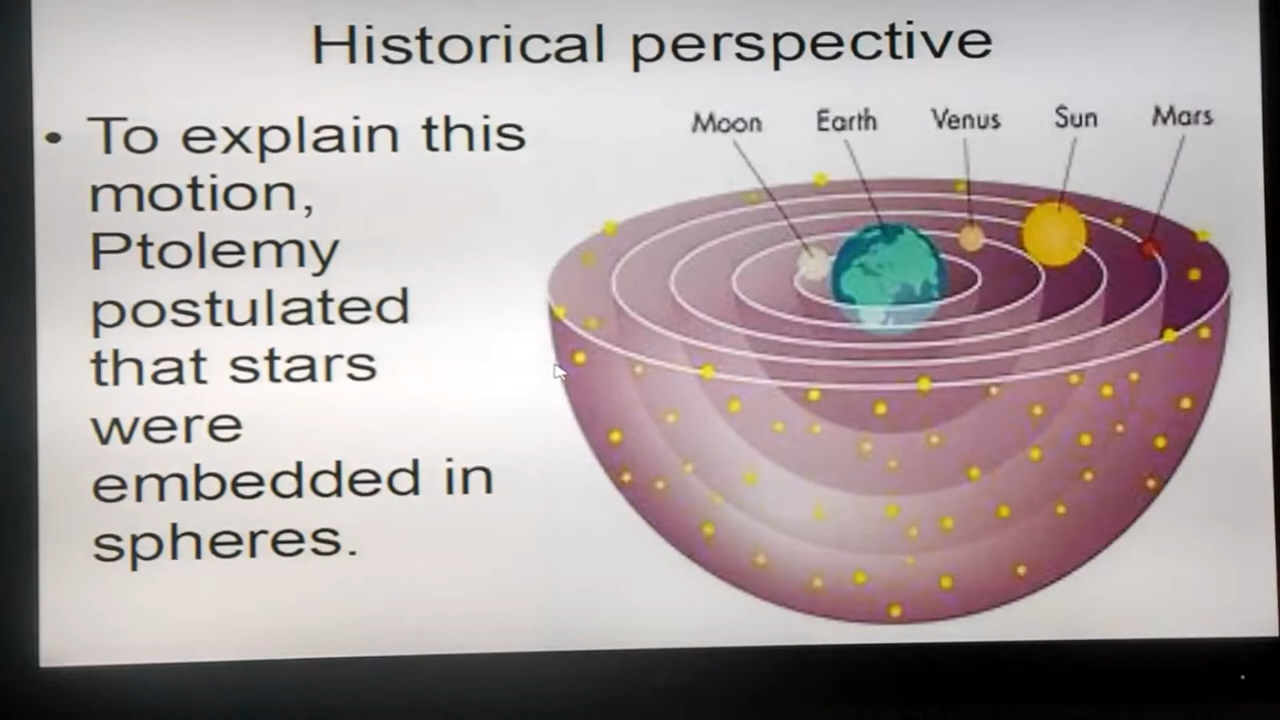 Historical perspective
• To explain this
motion,
Ptolemy
postulated
that stars
were
embedded in
spheres.
Moon Earth Venus Sun Mars